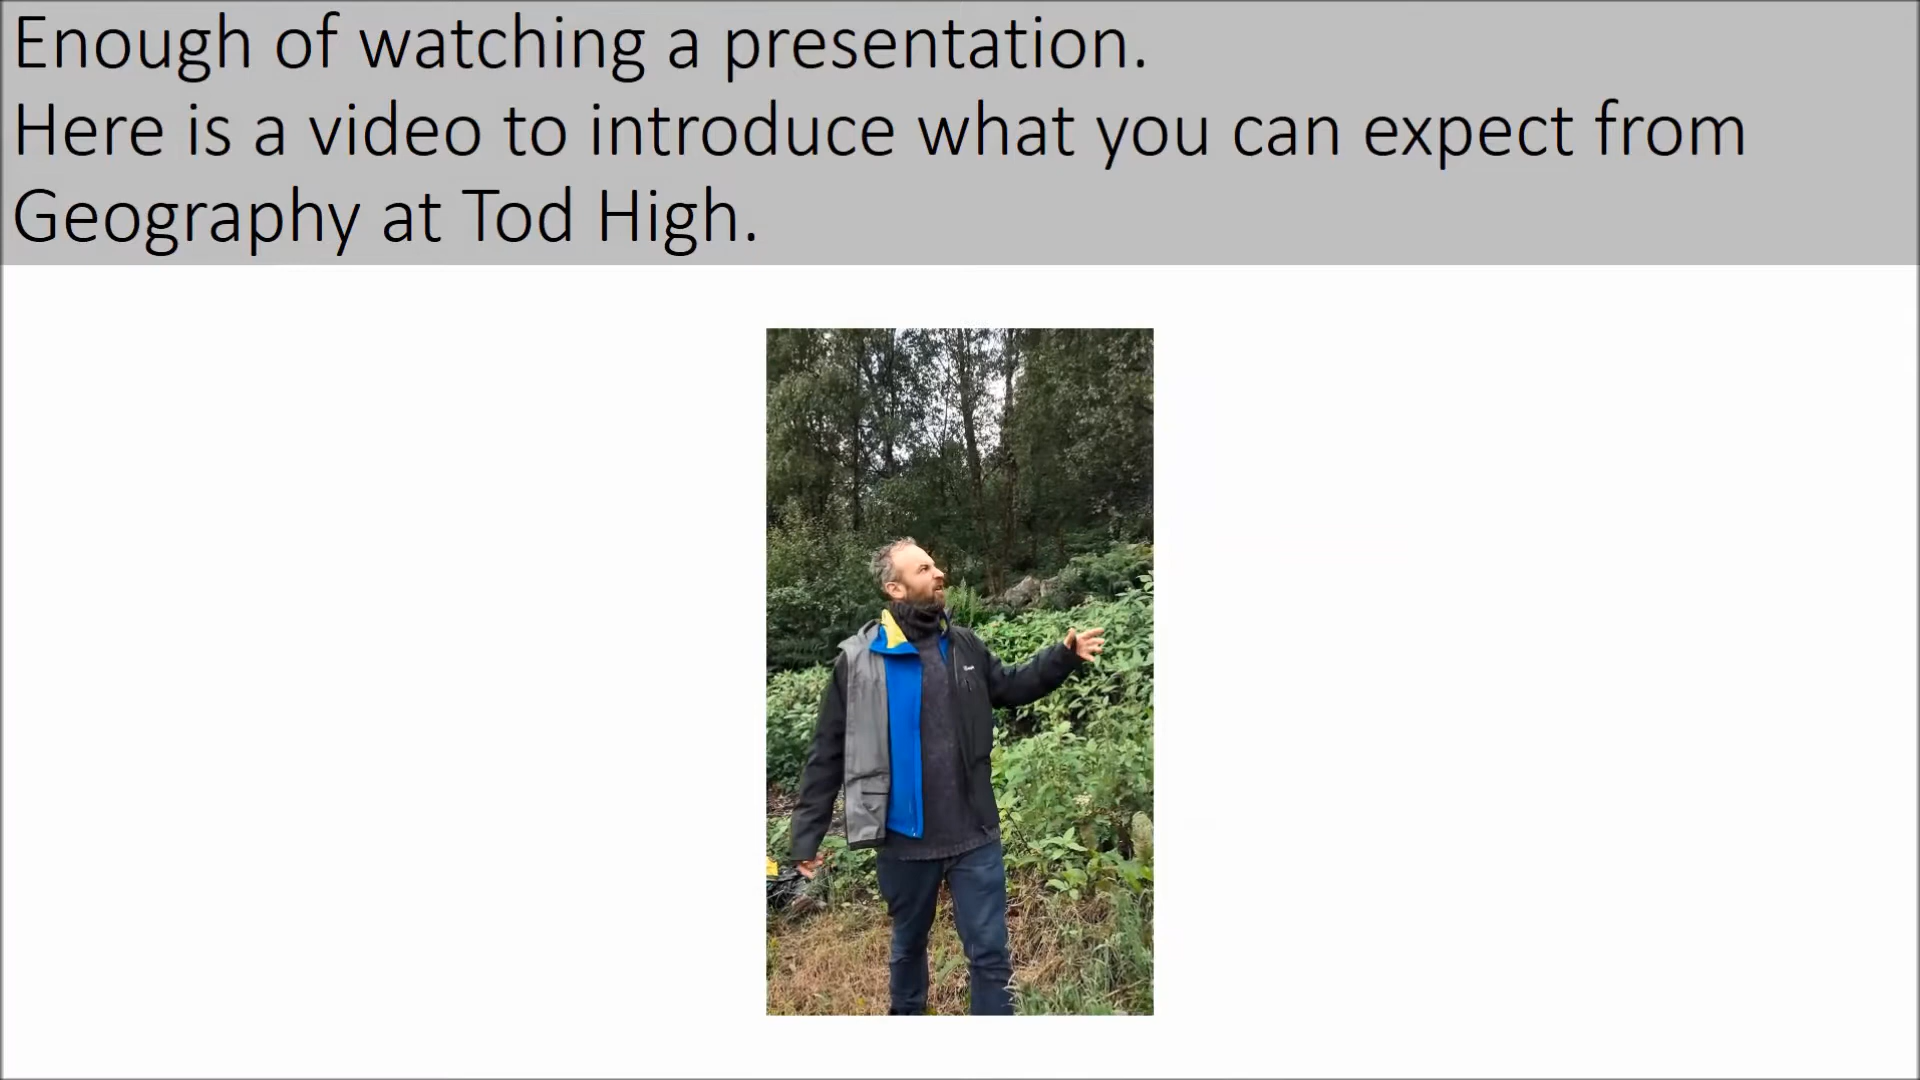 Enough of watching a presentation.
Here is a video to introduce what you can expect from
Geography at Tod High.